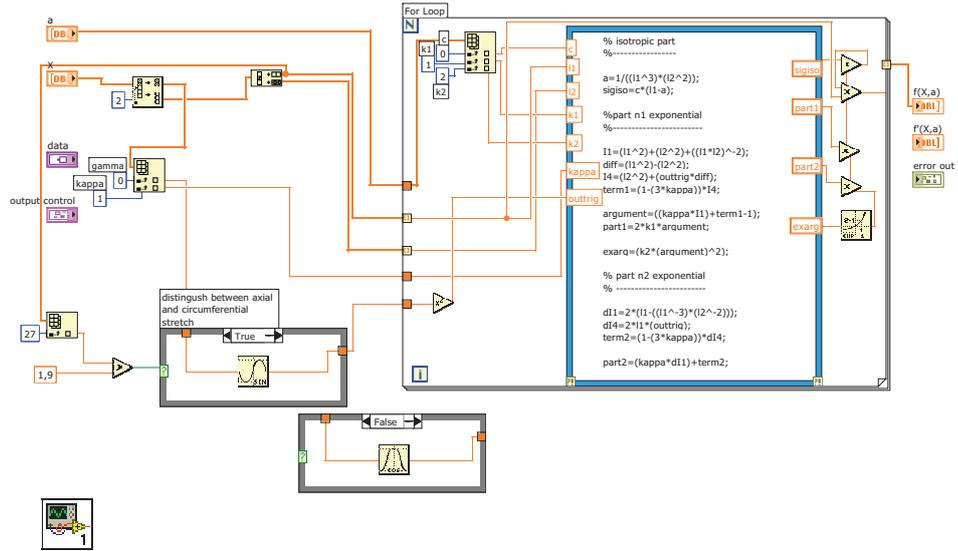 For Loop
a
DB
N
c
k1
0
1
2
k2
X
DB
2
data
gamma
0
kappa
1
output control
27
1,9
distingush between axial
and circumferential
stretch
True
SIN
?
False
COS
?
1
i
c
l1
l2
k1
k2
kappa
outtrig
% isotropic part
%-----------------
a=1/((l1^3)*(l2^2));
sigiso=c*(l1-a);
%part n1 exponential
%------------------------
I1=(l1^2)+(l2^2)+((l1*l2)^-2);
diff=(l1^2)-(l2^2);
I4=(l2^2)+(outtrig*diff);
term1=(1-(3*kappa))*I4;
argument=((kappa*I1)+term1-1);
part1=2*k1*argument;
exarg=(k2*(argument)^2);
% part n2 exponential
% ------------------------
dI1=2*(l1-((l1^-3)*(l2^-2)));
dI4=2*l1*(outtrig);
term2=(1-(3*kappa))*dI4;
part2=(kappa*dI1)+term2;
sigiso
part1
part2
exarg
x²
f(X,a)
DBL
f'(X,a)
DBL
error out